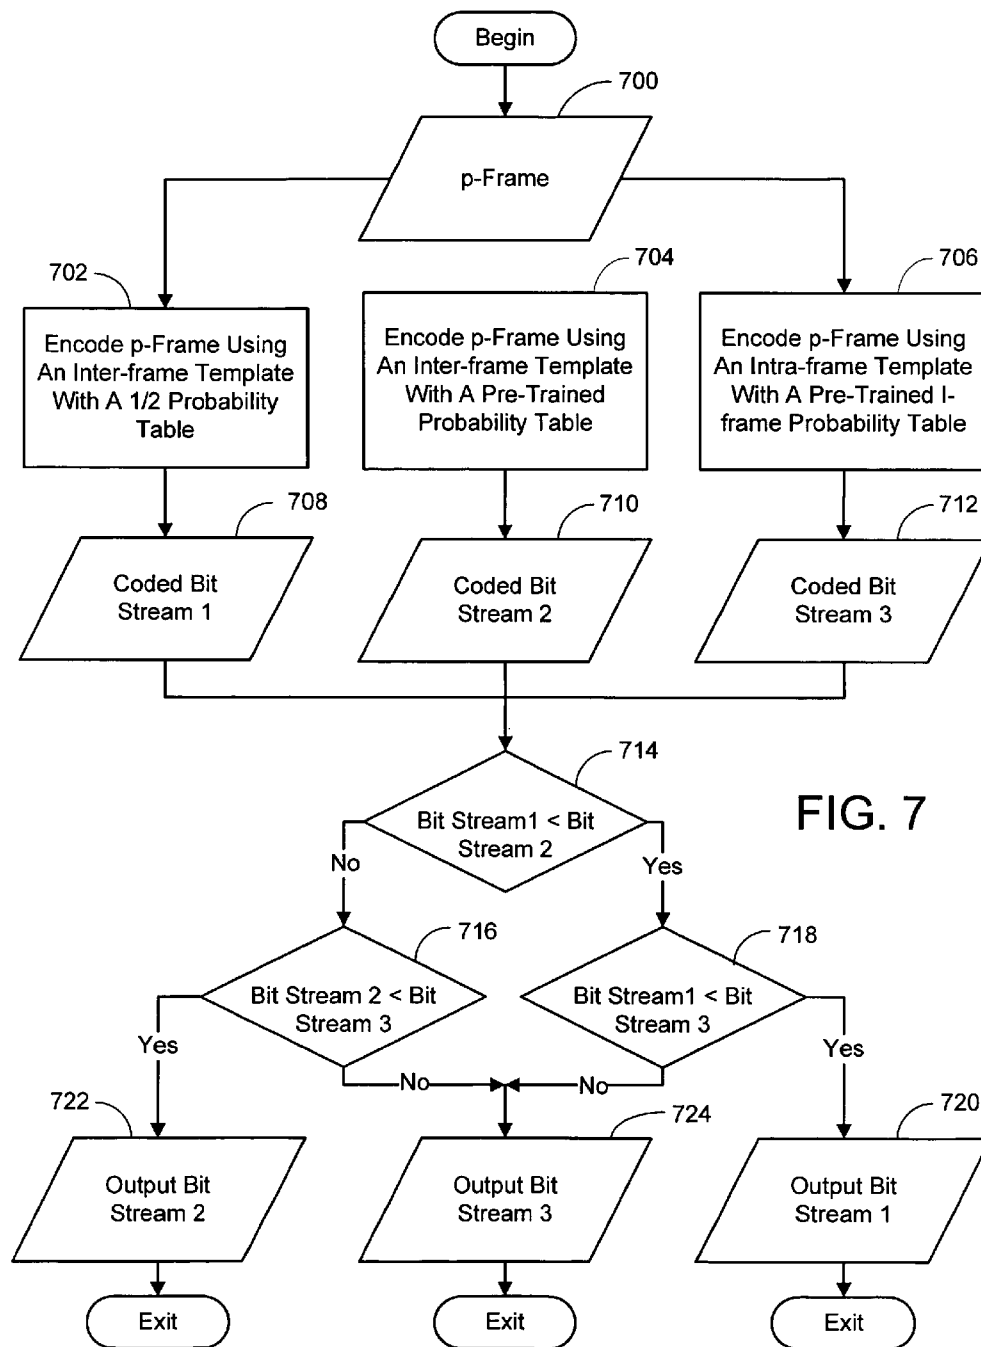 Begin
700
p-Frame
702
704
706
Encode p-Frame Using
An Inter-frame Template
With A 1/2 Probability
Table
Encode p-Frame Using
An Inter-frame Template
With A Pre-Trained
Probability Table
Encode p-Frame Using
An Intra-frame Template
With A Pre-Trained I-
frame Probability Table
708
710
712
Coded Bit
Stream 1
Coded Bit
Stream 2
Coded Bit
Stream 3
714
Bit Stream1 < Bit
Stream 2
FIG. 7
No
Yes
716
718
Bit Stream 2 < Bit
Stream 3
Bit Stream1 < Bit
Stream 3
Yes
No
No
Yes
722
724
720
Output Bit
Stream 2
Output Bit
Stream 3
Output Bit
Stream 1
Exit
Exit
Exit